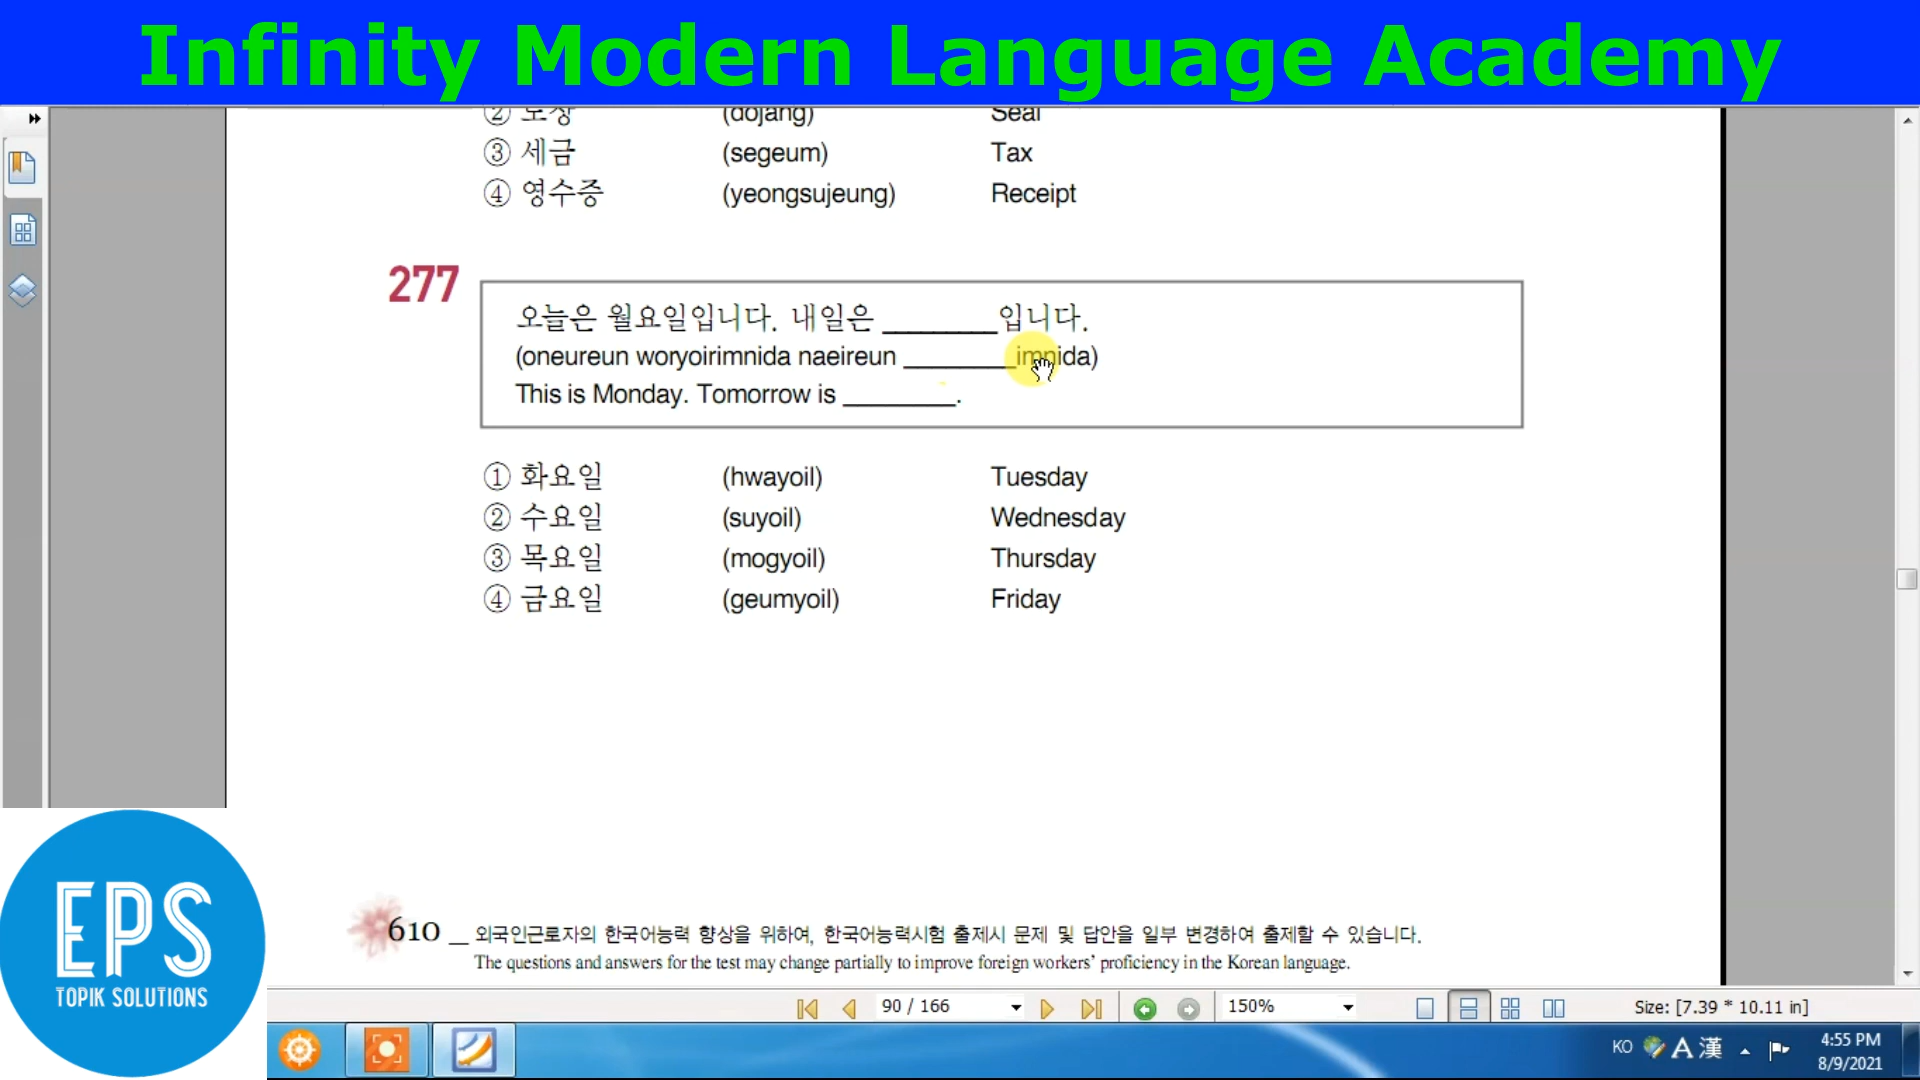 Infinity Modern Language Academy
② 도장 (dojang) Seal
③ 세금 (segeum) Tax
④ 영수증 (yeongsujeung) Receipt
277
오늘은 월요일입니다. 내일은 ________입니다.
(oneureun woryoirimnida naeireun ________imnida)
This is Monday. Tomorrow is ________.
① 화요일 (hwayoil) Tuesday
② 수요일 (suyoil) Wednesday
③ 목요일 (mogyoil) Thursday
④ 금요일 (geumyoil) Friday
610 _ 외국인근로자의 한국어능력 향상을 위하여, 한국어능력시험 출제시 문제 및 답안을 일부 변경하여 출제할 수 있습니다.
The questions and answers for the test may change partially to improve foreign workers' proficiency in the Korean language.
EPS
TOPIK SOLUTIONS
90 / 166
150%
Size: [7.39 * 10.11 in]
KO
A 漢
4:55 PM
8/9/2021